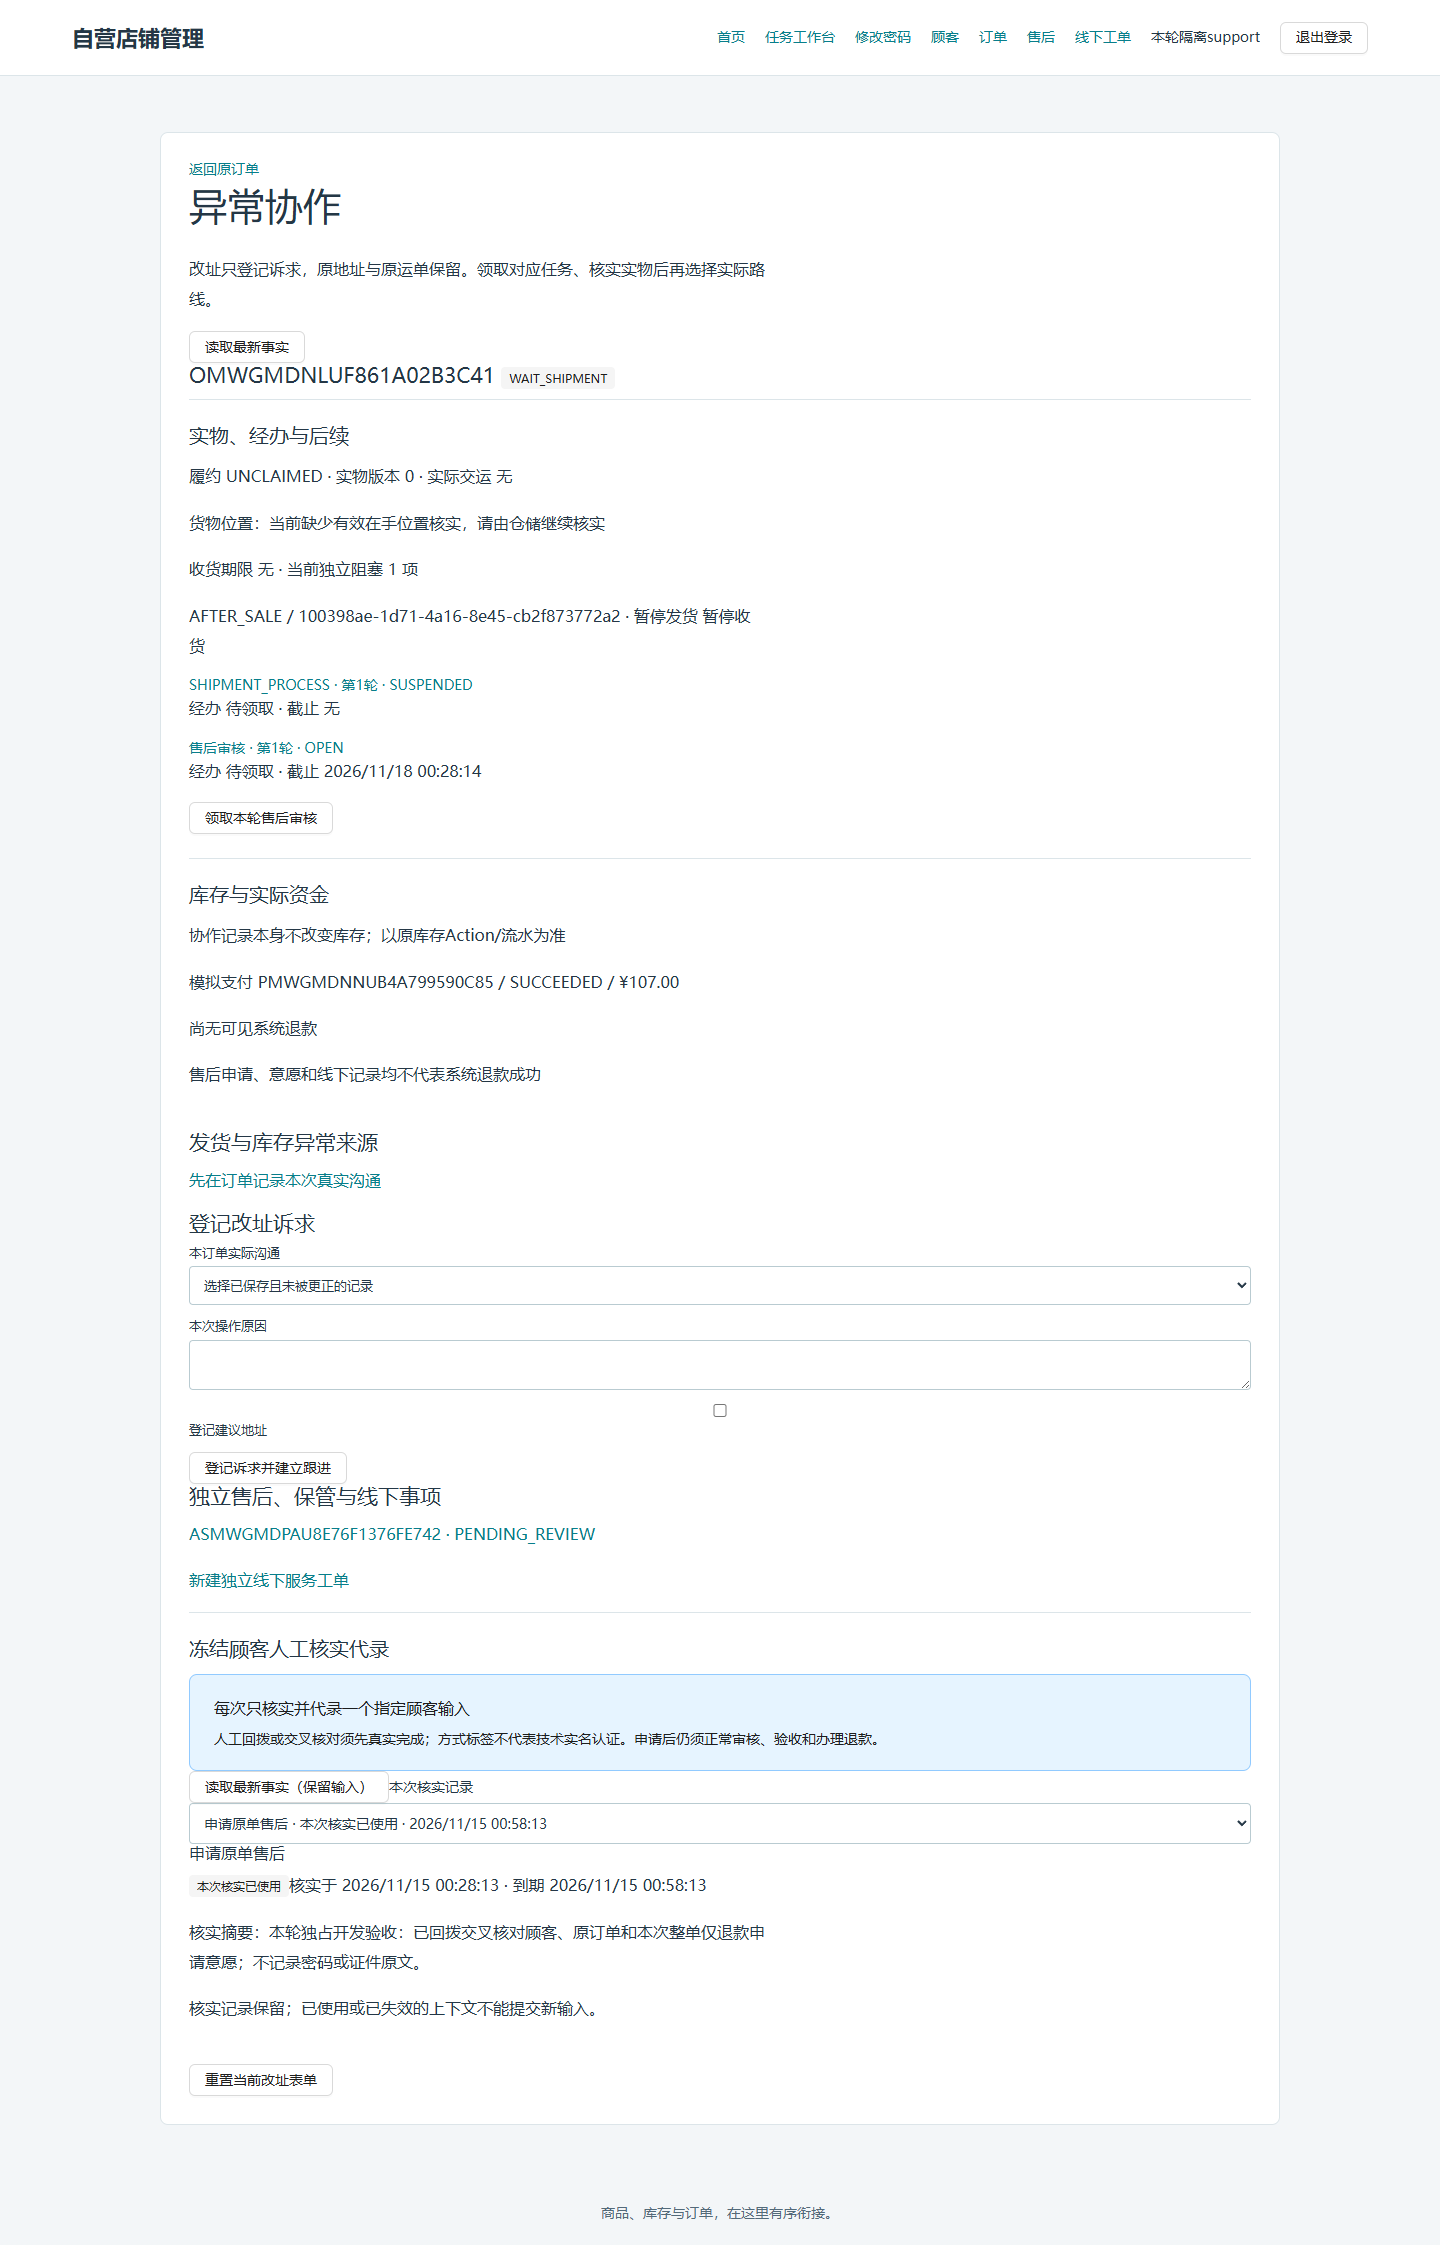 自营店铺管理
首页 任务工作台 修改密码 顾客 订单 售后 线下工单 本轮隔离support 退出登录
返回原订单
异常协作
改址只登记诉求，原地址与原运单保留。领取对应任务、核实实物后再选择实际路
线。
读取最新事实
OMWGMDNLUF861A02B3C41 WAIT_SHIPMENT
实物、经办与后续
履约 UNCLAIMED · 实物版本 0 · 实际交运 无
货物位置：当前缺少有效在手位置核实，请由仓储继续核实
收货期限 无 · 当前独立阻塞 1 项
AFTER_SALE / 100398ae-1d71-4a16-8e45-cb2f873772a2 · 暂停发货 暂停收
货
SHIPMENT_PROCESS · 第1轮 · SUSPENDED
经办 待领取 · 截止 无
售后审核 · 第1轮 · OPEN
经办 待领取 · 截止 2026/11/18 00:28:14
领取本轮售后审核
库存与实际资金
协作记录本身不改变库存；以原库存Action/流水为准
模拟支付 PMWGMDNNUB4A799590C85 / SUCCEEDED / ¥107.00
尚无可见系统退款
售后申请、意愿和线下记录均不代表系统退款成功
发货与库存异常来源
先在订单记录本次真实沟通
登记改址诉求
本订单实际沟通
选择已保存且未被更正的记录
本次操作原因
登记建议地址
登记诉求并建立跟进
独立售后、保管与线下事项
ASMWGMDPAU8E76F1376FE742 · PENDING_REVIEW
新建独立线下服务工单
冻结顾客人工核实代录
每次只核实并代录一个指定顾客输入
人工回拨或交叉核对须先真实完成；方式标签不代表技术实名认证。申请后仍须正常审核、验收和办理退款。
读取最新事实（保留输入） 本次核实记录
申请原单售后 · 本次核实已使用 · 2026/11/15 00:58:13
申请原单售后
本次核实已使用 核实于 2026/11/15 00:28:13 · 到期 2026/11/15 00:58:13
核实摘要：本轮独占开发验收：已回拨交叉核对顾客、原订单和本次整单仅退款申
请意愿；不记录密码或证件原文。
核实记录保留；已使用或已失效的上下文不能提交新输入。
重置当前改址表单
商品、库存与订单，在这里有序衔接。